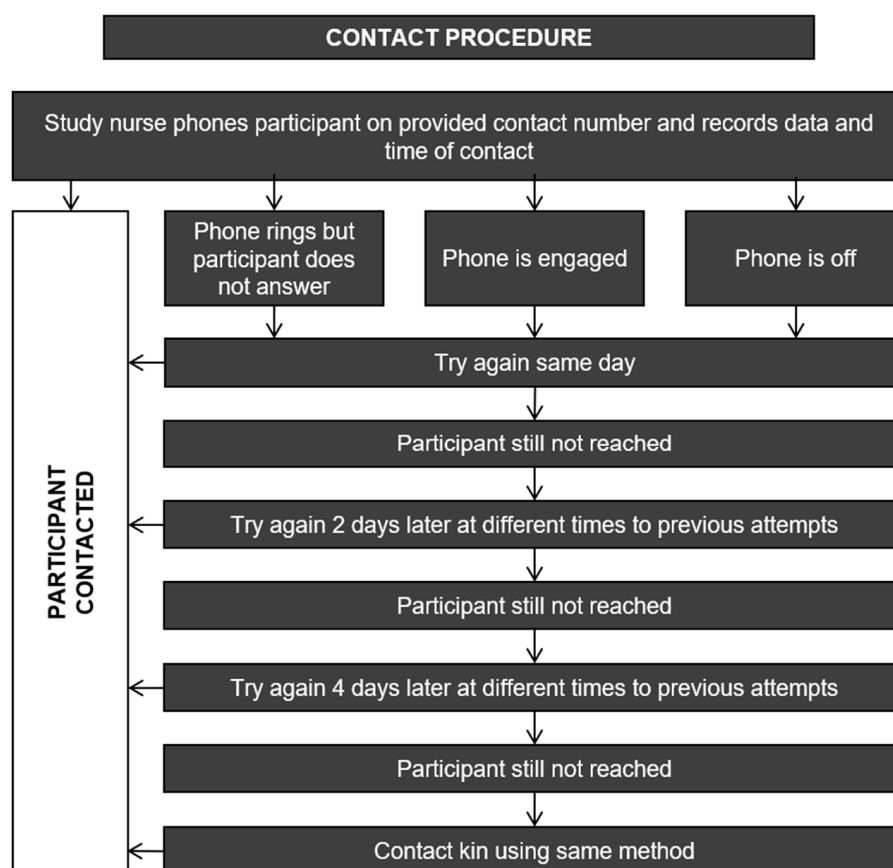 CONTACT PROCEDURE
Study nurse phones participant on provided contact number and records data and
time of contact
Phone rings but
participant does
not answer
Phone is engaged
Phone is off
Try again same day
Participant still not reached
Try again 2 days later at different times to previous attempts
Participant still not reached
Try again 4 days later at different times to previous attempts
Participant still not reached
Contact kin using same method
PARTICIPANT
CONTACTED